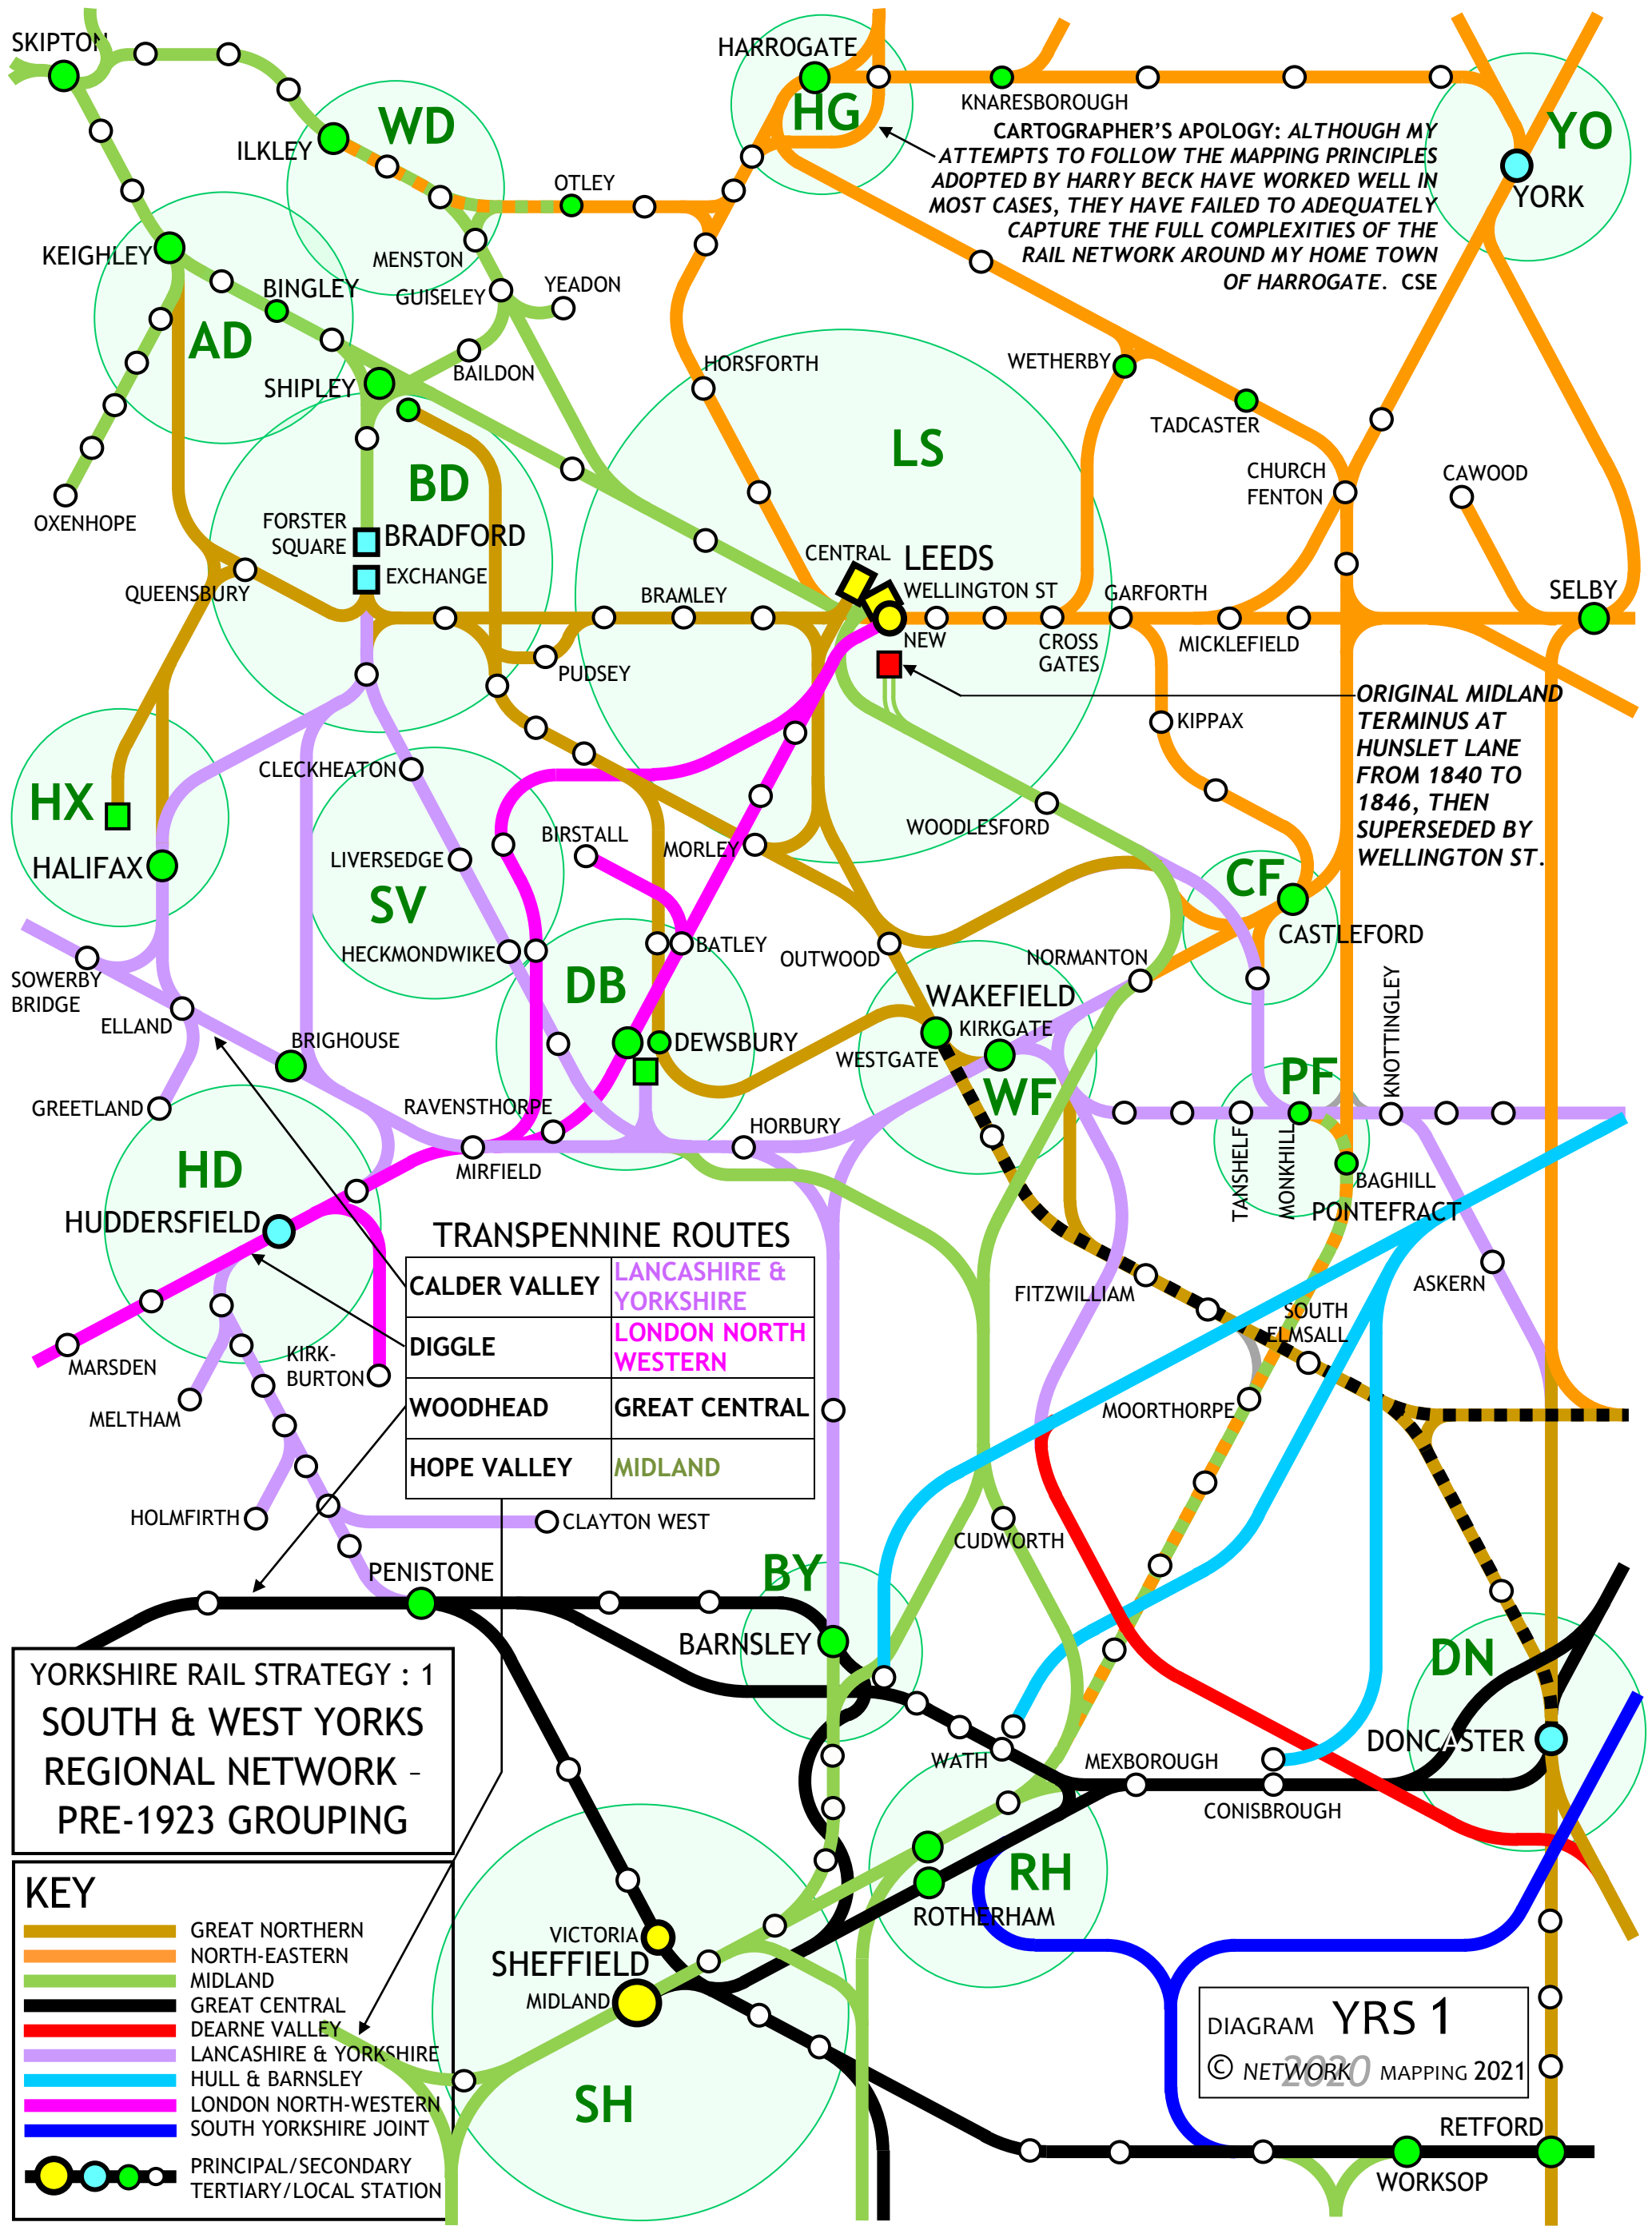 SKIPTON
HARROGATE
HG
KNARESBOROUGH
WD
ILKLEY
YO
YORK
CARTOGRAPHER'S APOLOGY: ALTHOUGH MY
ATTEMPTS TO FOLLOW THE MAPPING PRINCIPLES
ADOPTED BY HARRY BECK HAVE WORKED WELL IN
MOST CASES, THEY HAVE FAILED TO ADEQUATELY
CAPTURE THE FULL COMPLEXITIES OF THE
RAIL NETWORK AROUND MY HOME TOWN
OF HARROGATE. CSE
OTLEY
KEIGHLEY
MENSTON
BINGLEY
GUISELEY
YEADON
AD
SHIPLEY
BAILDON
HORSFORTH
WETHERBY
TADCASTER
LS
BD
CHURCH
FENTON
CAWOOD
OXENHOPE
FORSTER
SQUARE
BRADFORD
EXCHANGE
CENTRAL
LEEDS
WELLINGTON ST
QUEENSBURY
BRAMLEY
GARFORTH
SELBY
NEW
CROSS
GATES
MICKLEFIELD
PUDSEY
ORIGINAL MIDLAND
TERMINUS AT
HUNSLET LANE
FROM 1840 TO
1846, THEN
SUPERSEDED BY
WELLINGTON ST.
KIPPAX
CLECKHEATON
HX
HALIFAX
BIRSTALL
LIVERSEDGE
MORLEY
WOODLESFORD
SV
CF
CASTLEFORD
HECKMONDWIKE
BATLEY
OUTWOOD
NORMANTON
SOWERBY
BRIDGE
ELLAND
DB
WAKEFIELD
KIRKGATE
WESTGATE
KNOTTINGLEY
BRIGHOUSE
DEWSBURY
WF
PF
GREETLAND
RAVENSTHORPE
HORBURY
MIRFIELD
TANSHELF
MONKHILL
BAGHILL
PONTEFRACT
HD
HUDDERSFIELD
TRANSPENNINE ROUTES
CALDER VALLEY
LANCASHIRE &
YORKSHIRE
DIGGLE
LONDON NORTH
WESTERN
WOODHEAD
GREAT CENTRAL
HOPE VALLEY
MIDLAND
FITZWILLIAM
SOUTH
ELMSALL
ASKERN
MARSDEN
KIRK-
BURTON
MELTHAM
MOORTHORPE
HOLMFIRTH
CLAYTON WEST
CUDWORTH
PENISTONE
BY
BARNSLEY
DN
YORKSHIRE RAIL STRATEGY : 1
SOUTH & WEST YORKS
REGIONAL NETWORK –
PRE-1923 GROUPING
WATH
MEXBOROUGH
CONISBROUGH
DONCASTER
RH
ROTHERHAM
VICTORIA
SHEFFIELD
MIDLAND
SH
KEY
GREAT NORTHERN
NORTH-EASTERN
MIDLAND
GREAT CENTRAL
DEARNE VALLEY
LANCASHIRE & YORKSHIRE
HULL & BARNSLEY
LONDON NORTH-WESTERN
SOUTH YORKSHIRE JOINT
PRINCIPAL/SECONDARY
TERTIARY/LOCAL STATION
DIAGRAM YRS 1
© NETWORK 2020 MAPPING 2021
RETFORD
WORKSOP